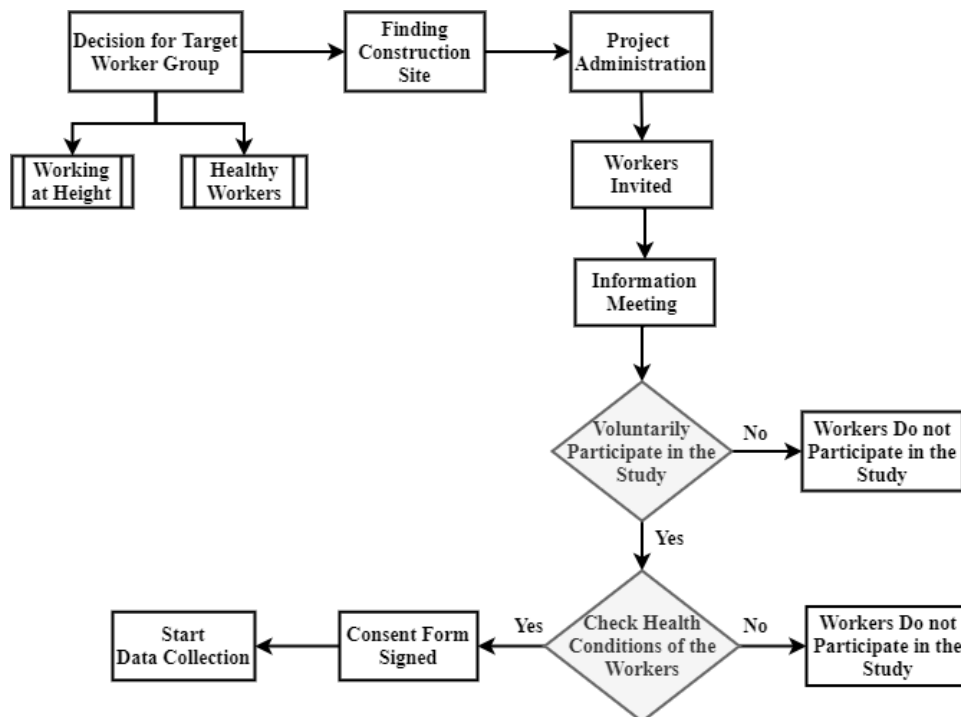 Decision for Target
Worker Group
Finding
Construction
Site
Project
Administration
Working
at Height
Healthy
Workers
Workers
Invited
Information
Meeting
Voluntarily
Participate in the
Study
No
Workers Do not
Participate in the
Study
Yes
Check Health
Conditions of the
Workers
No
Workers Do not
Participate in the
Study
Yes
Consent Form
Signed
Start
Data Collection